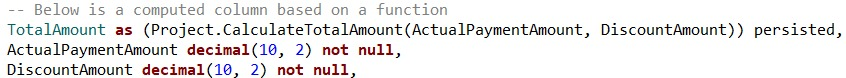 -- Below is a computed column based on a function
TotalAmount as (Project.CalculateTotalAmount(ActualPaymentAmount, DiscountAmount)) persisted,
ActualPaymentAmount decimal(10, 2) not null,
DiscountAmount decimal(10, 2) not null,